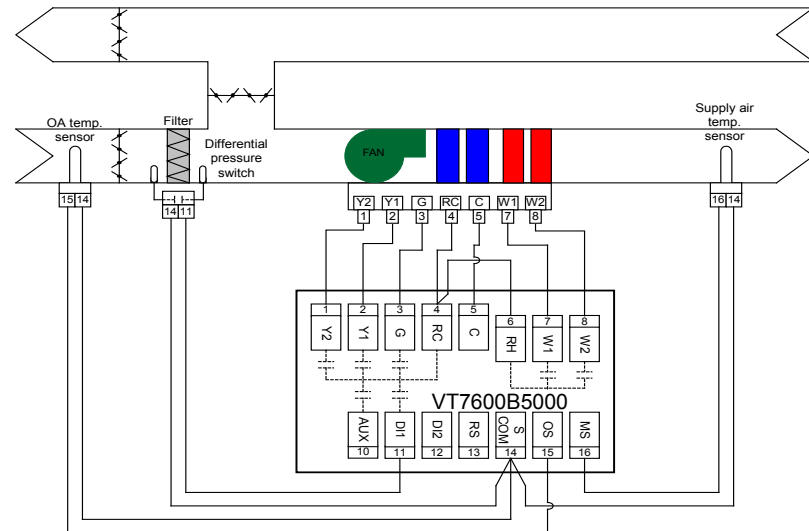 OA temp.
sensor
Filter
Differential
pressure
switch
FAN
Supply air
temp.
sensor
15 14
14 11
Y2 Y1 G RC C W1 W2
1 2 3 4 5 7 8
16 14
1 2 3 4 5 6 7 8
Y2 Y1 G RC C RH W1 W2
VT7600B5000
AUX DI1 DI2 RS S COM OS MS
10 11 12 13 14 15 16